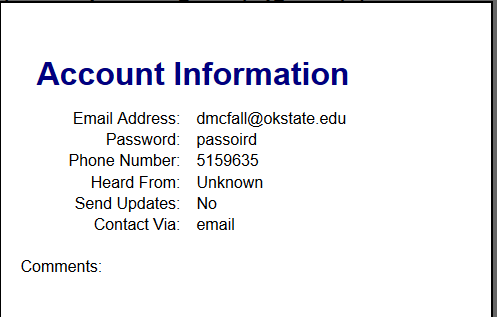 Account Information
Email Address: dmcfall@okstate.edu
Password: passoird
Phone Number: 5159635
Heard From: Unknown
Send Updates: No
Contact Via: email
Comments: